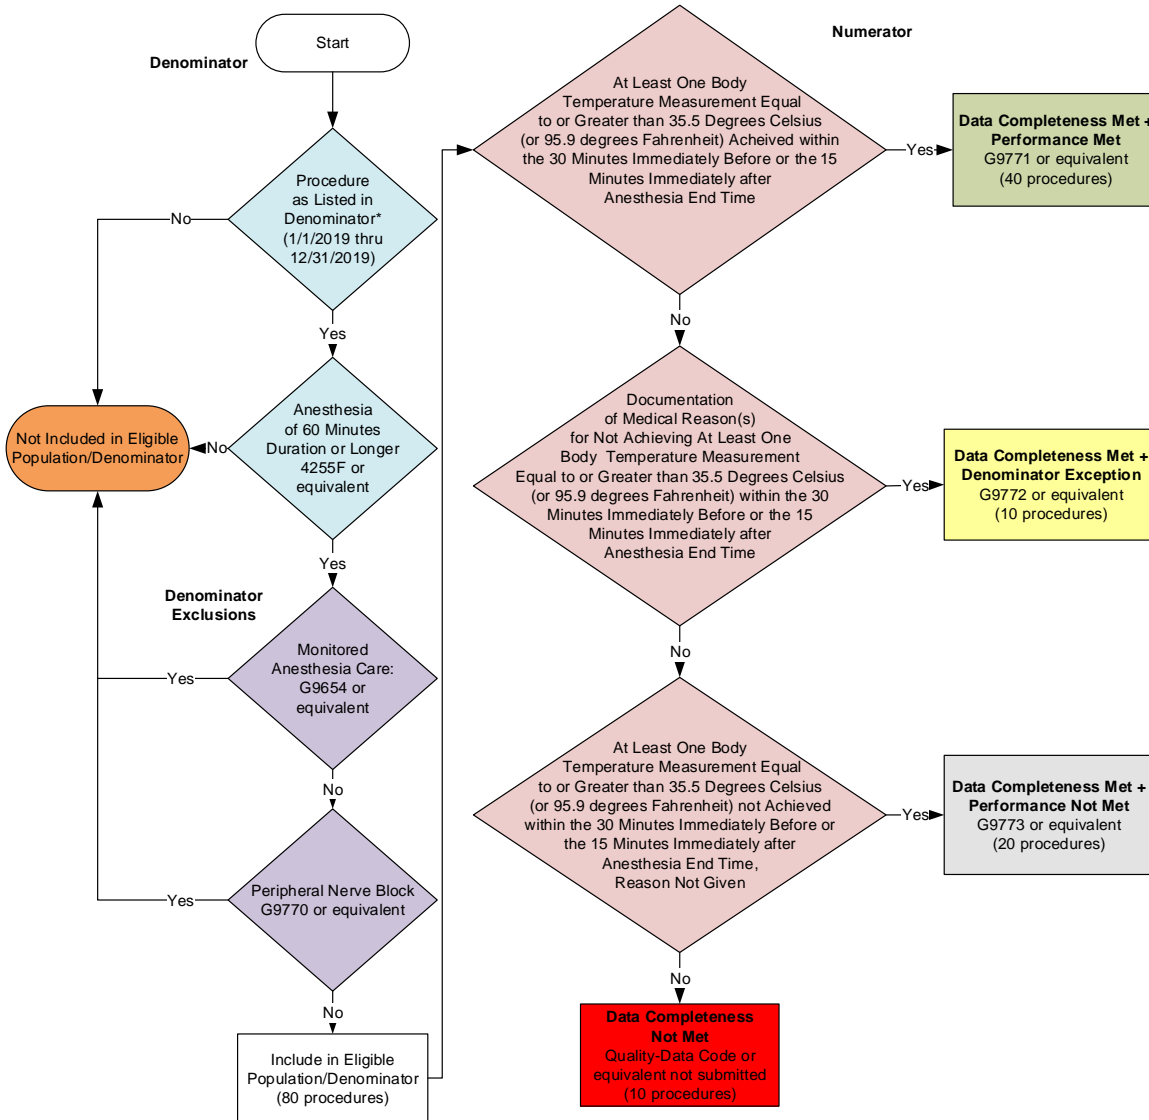 Start
Denominator
Procedure
as Listed in
Denominator*
(1/1/2019 thru
12/31/2019)
No
Yes
Anesthesia
of 60 Minutes
Duration or Longer
4255F or
equivalent
No
Not Included in Eligible
Population/Denominator
Yes
Denominator
Exclusions
Monitored
Anesthesia Care:
G9654 or
equivalent
Yes
No
Peripheral Nerve Block
G9770 or equivalent
Yes
No
Include in Eligible
Population/Denominator
(80 procedures)
Numerator
At Least One Body
Temperature Measurement Equal
to or Greater than 35.5 Degrees Celsius
(or 95.9 degrees Fahrenheit) Acheived within
the 30 Minutes Immediately Before or the 15
Minutes Immediately after
Anesthesia End Time
Yes
Data Completeness Met +
Performance Met
G9771 or equivalent
(40 procedures)
No
Documentation
of Medical Reason(s)
for Not Achieving At Least One
Body Temperature Measurement
Equal to or Greater than 35.5 Degrees Celsius
(or 95.9 degrees Fahrenheit) within the 30
Minutes Immediately Before or the 15
Minutes Immediately after
Anesthesia End Time
Yes
Data Completeness Met +
Denominator Exception
G9772 or equivalent
(10 procedures)
No
At Least One Body
Temperature Measurement Equal
to or Greater than 35.5 Degrees Celsius
(or 95.9 degrees Fahrenheit) not Achieved
within the 30 Minutes Immediately Before or
the 15 Minutes Immediately after
Anesthesia End Time,
Reason Not Given
Yes
Data Completeness Met +
Performance Not Met
G9773 or equivalent
(20 procedures)
No
Data Completeness
Not Met
Quality-Data Code or
equivalent not submitted
(10 procedures)